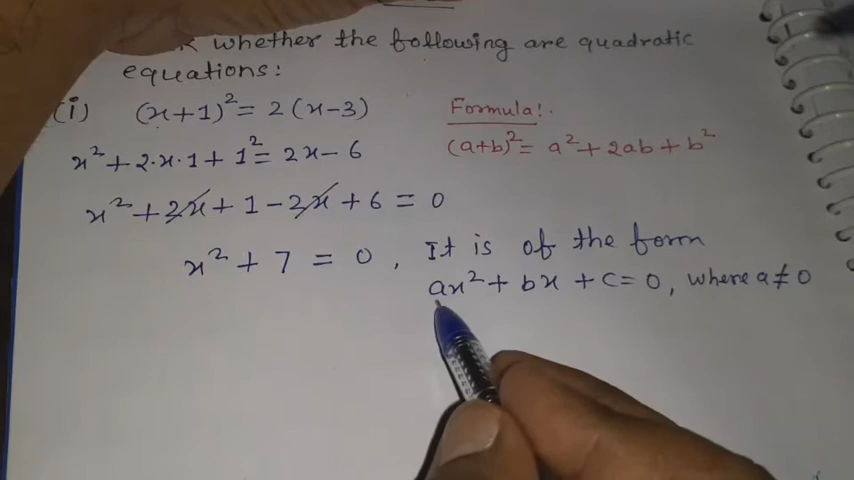 whether the following are quadratic
equations:
(i) (x+1)² = 2(x-3)
x² + 2·x·1 + 1² = 2x - 6
x² + 2x + 1 - 2x + 6 = 0
x² + 7 = 0 , It is of the form
ax² + bx + c = 0, where a ≠ 0
Formula!.
(a+b)² = a² + 2ab + b²